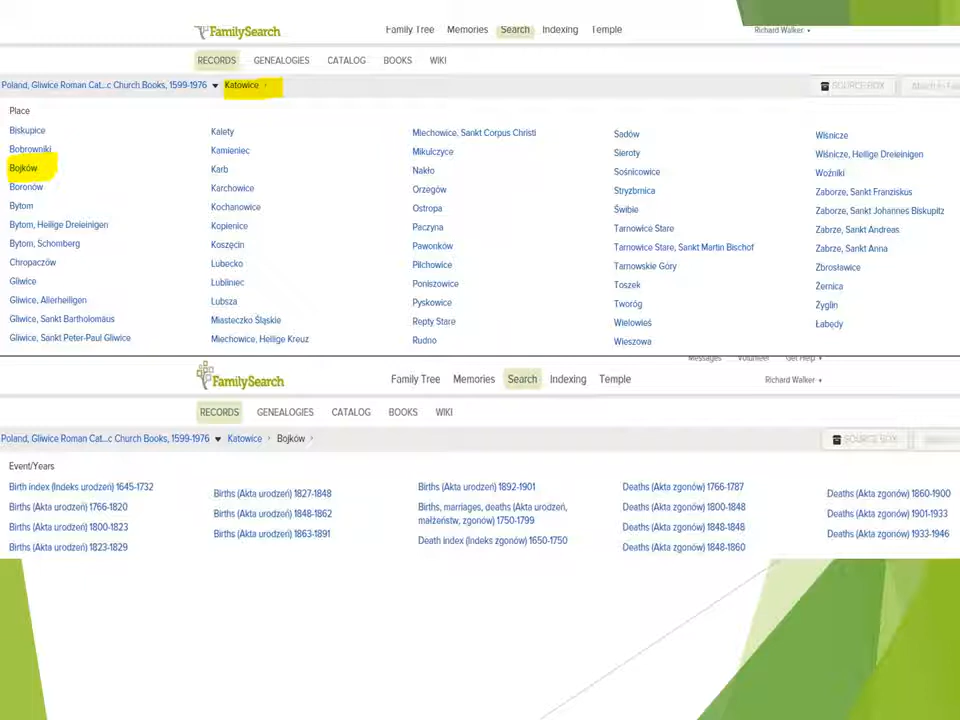 FamilySearch
Family Tree Memories Search Indexing Temple
Richard Walker
RECORDS GENEALOGIES CATALOG BOOKS WIKI
Poland, Gliwice Roman Cat...c Church Books, 1599-1976 ▾ Katowice ›
SOURCE BOX
Place
Biskupice
Bobrowniki
Bojków
Boronów
Bytom
Bytom, Heilige Dreieinigen
Bytom, Schomberg
Chropaczów
Gliwice
Gliwice, Allerheiligen
Gliwice, Sankt Bartholomäus
Gliwice, Sankt Peter-Paul Gliwice
Kalety
Kamieniec
Karb
Karchowice
Kochanowice
Kopienice
Koszęcin
Lubecko
Lubliniec
Lubsza
Miasteczko Śląskie
Miechowice, Heilige Kreuz
Miechowice, Sankt Corpus Christi
Mikulczyce
Nakło
Orzegów
Ostropa
Paczyna
Pawonków
Pilchowice
Poniszowice
Pyskowice
Repty Stare
Rudno
Sadów
Sieroty
Sośnicowice
Stryzbrnica
Świbie
Tarnowice Stare
Tarnowice Stare, Sankt Martin Bischof
Tarnowskie Góry
Toszek
Tworóg
Wielowieś
Wieszowa
Wiśnicze
Wiśnicze, Heilige Dreieinigen
Woźniki
Zaborze, Sankt Franziskus
Zaborze, Sankt Johannes Biskupitz
Zabrze, Sankt Andreas
Zabrze, Sankt Anna
Zbrosławice
Żernica
Żyglin
Łabędy
Messages Volunteer Get Help ▾
FamilySearch
Family Tree Memories Search Indexing Temple
Richard Walker
RECORDS GENEALOGIES CATALOG BOOKS WIKI
Poland, Gliwice Roman Cat...c Church Books, 1599-1976 ▾ Katowice › Bojków ›
SOURCE BOX
Event/Years
Birth index (Indeks urodzeń) 1645-1732
Births (Akta urodzeń) 1766-1820
Births (Akta urodzeń) 1800-1823
Births (Akta urodzeń) 1823-1829
Births (Akta urodzeń) 1827-1848
Births (Akta urodzeń) 1848-1862
Births (Akta urodzeń) 1863-1891
Births (Akta urodzeń) 1892-1901
Births, marriages, deaths (Akta urodzeń,
małżeństw, zgonów) 1750-1799
Death index (Indeks zgonów) 1650-1750
Deaths (Akta zgonów) 1766-1787
Deaths (Akta zgonów) 1800-1848
Deaths (Akta zgonów) 1848-1848
Deaths (Akta zgonów) 1848-1860
Deaths (Akta zgonów) 1860-1900
Deaths (Akta zgonów) 1901-1933
Deaths (Akta zgonów) 1933-1946